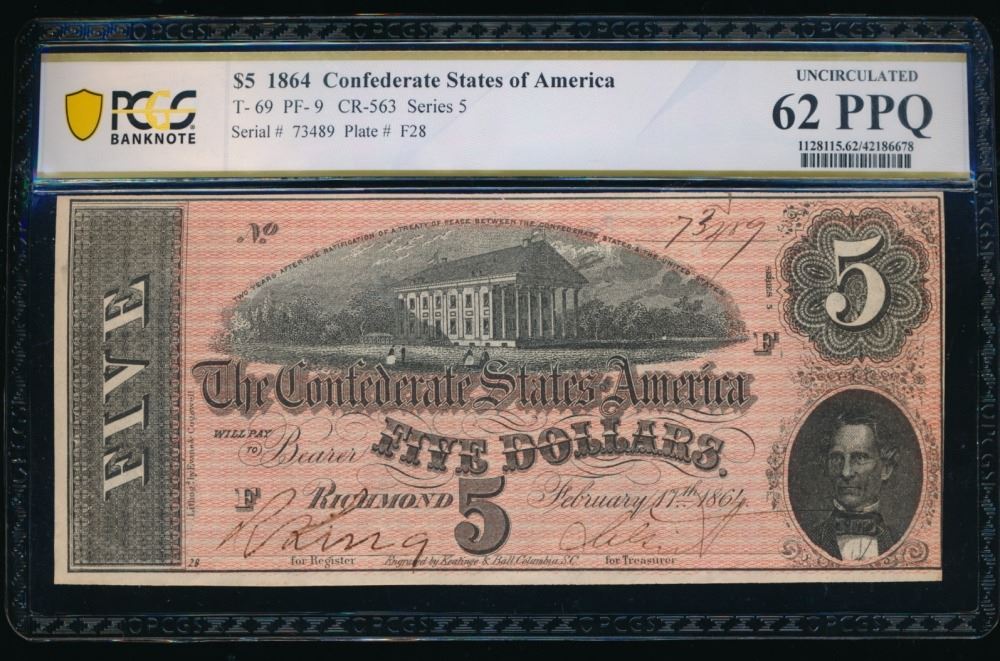 $5 1864 Confederate States of America
T- 69 PF- 9 CR-563 Series 5
Serial # 73489 Plate # F28
PCGS
BANKNOTE
UNCIRCULATED
62 PPQ
1128115.62/42186678
No
73489
TWO YEARS AFTER THE RATIFICATION OF A TREATY OF PEACE BETWEEN THE CONFEDERATE STATES & THE UNITED STATES
SERIES 5
5
F
FIVE
The Confederate States of America
WILL PAY
TO Bearer FIVE DOLLARS.
F RICHMOND 5 February 17th 1864.
28 for Register Engraved by Keatinge & Ball, Columbia, S.C. for Treasurer